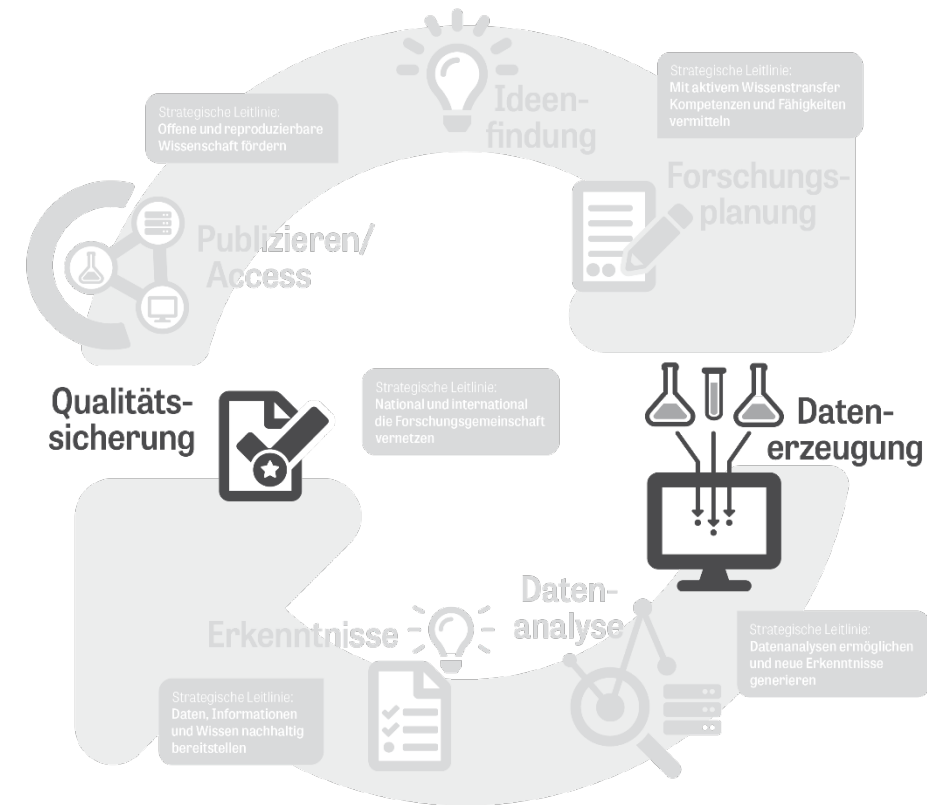 Ideen-
findung
Strategische Leitlinie:
Mit aktivem Wissenstransfer
Kompetenzen und Fähigkeiten
vermitteln
Strategische Leitlinie:
Offene und reproduzierbare
Wissenschaft fördern
Forschungs-
planung
Publizieren/
Access
Strategische Leitlinie:
National und international
die Forschungsgemeinschaft
vernetzen
Qualitäts-
sicherung
Daten-
erzeugung
Daten-
analyse
Erkenntnisse
Strategische Leitlinie:
Datenanalysen ermöglichen
und neue Erkenntnisse
generieren
Strategische Leitlinie:
Daten, Informationen
und Wissen nachhaltig
bereitstellen